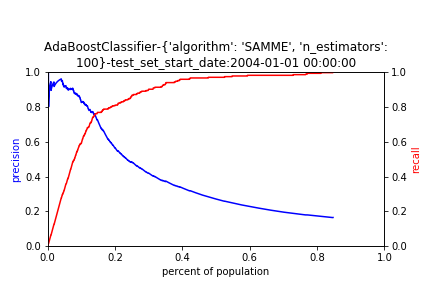 AdaBoostClassifier-{'algorithm': 'SAMME', 'n_estimators':
100}-test_set_start_date:2004-01-01 00:00:00
1.0 1.0
0.8 0.8
0.6 0.6
precision recall
0.4 0.4
0.2 0.2
0.0 0.0
0.0 0.2 0.4 0.6 0.8 1.0
percent of population